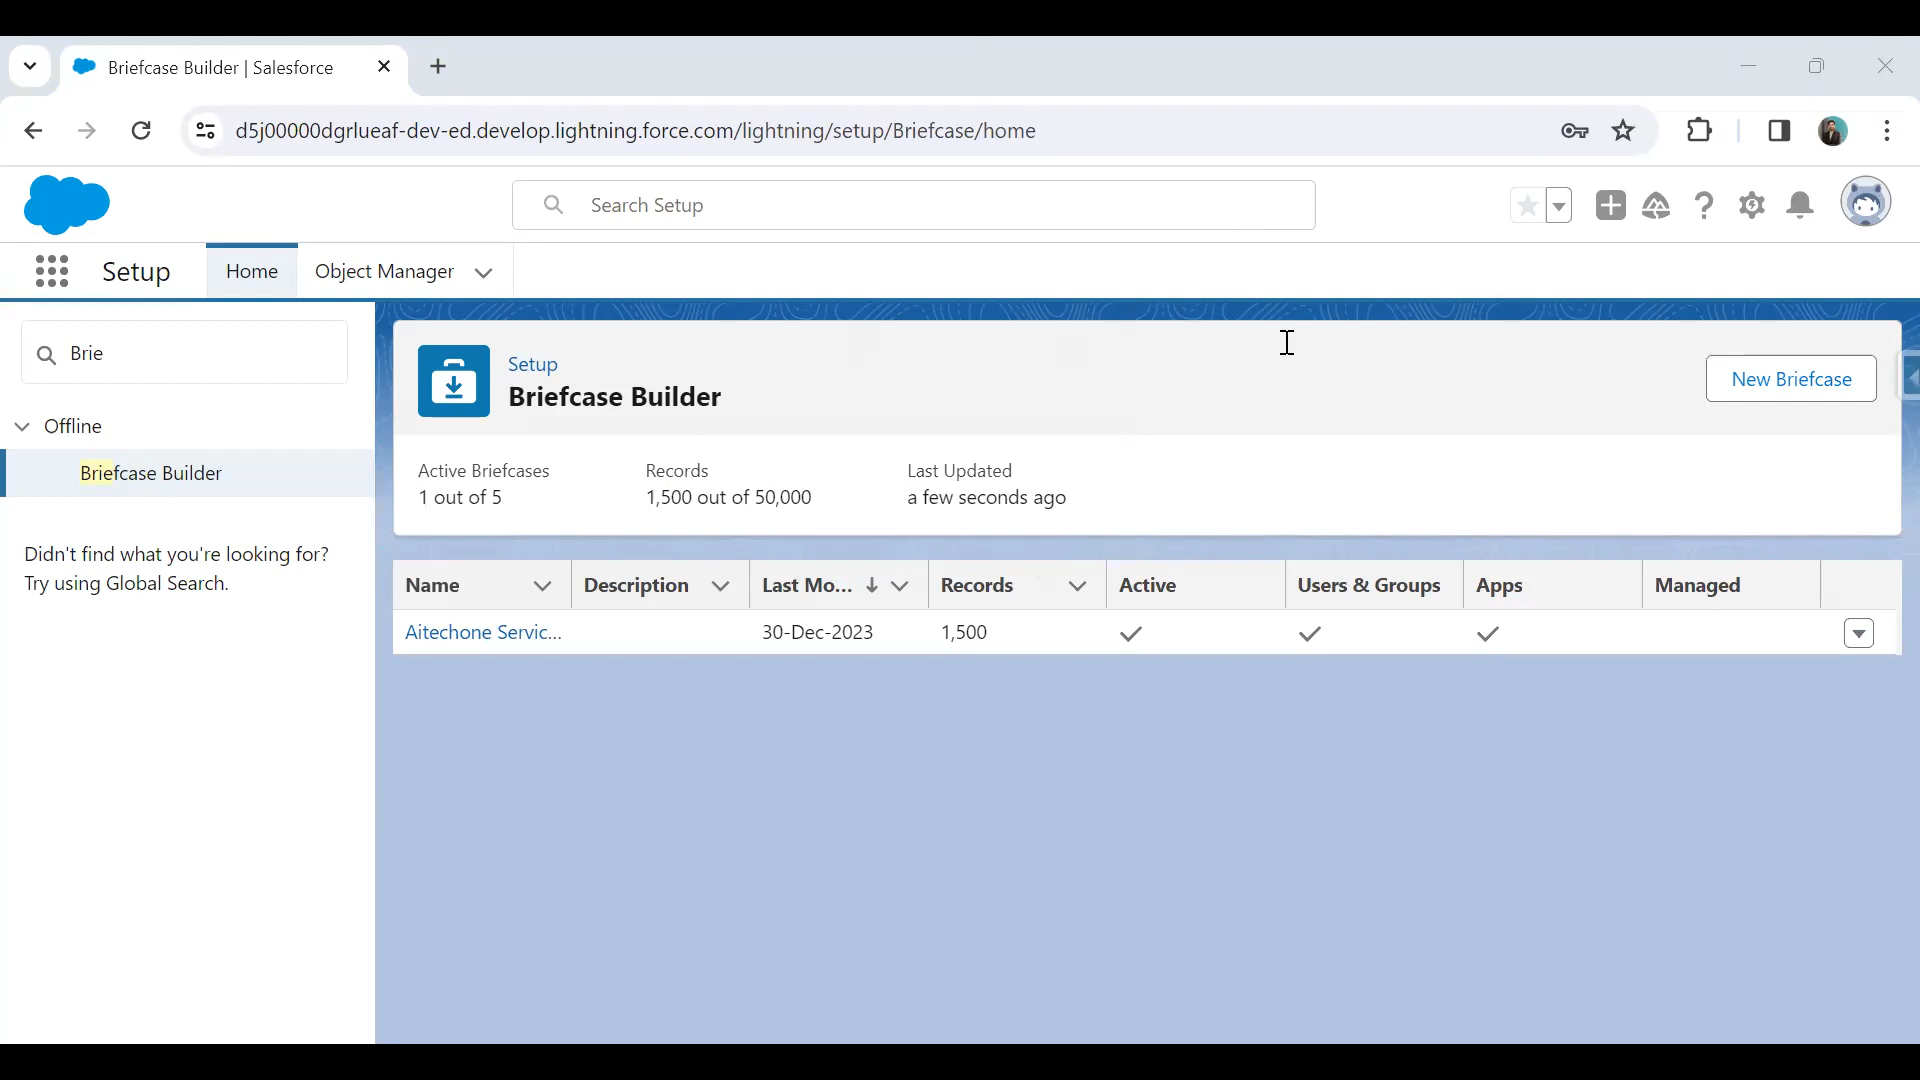 Briefcase Builder | Salesforce
d5j00000dgrlueaf-dev-ed.develop.lightning.force.com/lightning/setup/Briefcase/home
Search Setup
Setup
Home
Object Manager
Brie
Offline
Briefcase Builder
Didn't find what you're looking for?
Try using Global Search.
Setup
Briefcase Builder
New Briefcase
Active Briefcases
1 out of 5
Records
1,500 out of 50,000
Last Updated
a few seconds ago
Name Description Last Mo... Records Active Users & Groups Apps Managed
Aitechone Servic... 30-Dec-2023 1,500